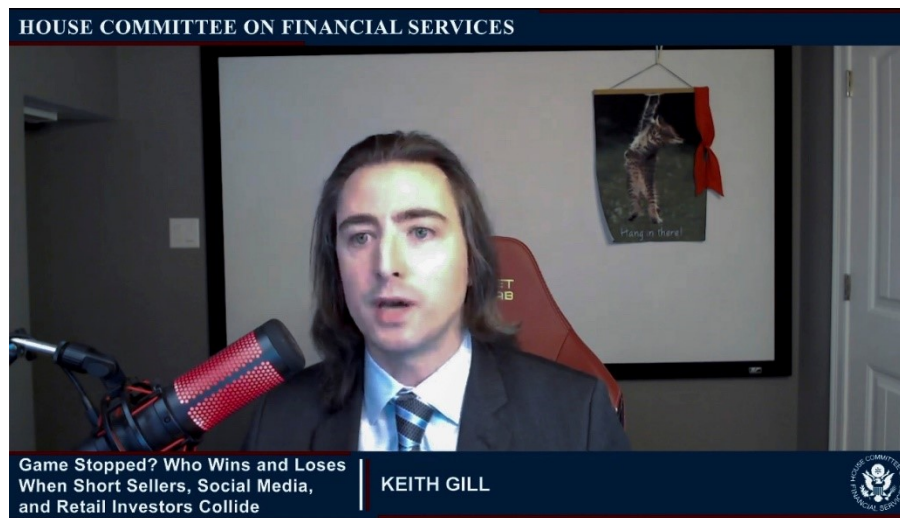 HOUSE COMMITTEE ON FINANCIAL SERVICES
Hang in there!
Game Stopped? Who Wins and Loses
When Short Sellers, Social Media,
and Retail Investors Collide
KEITH GILL